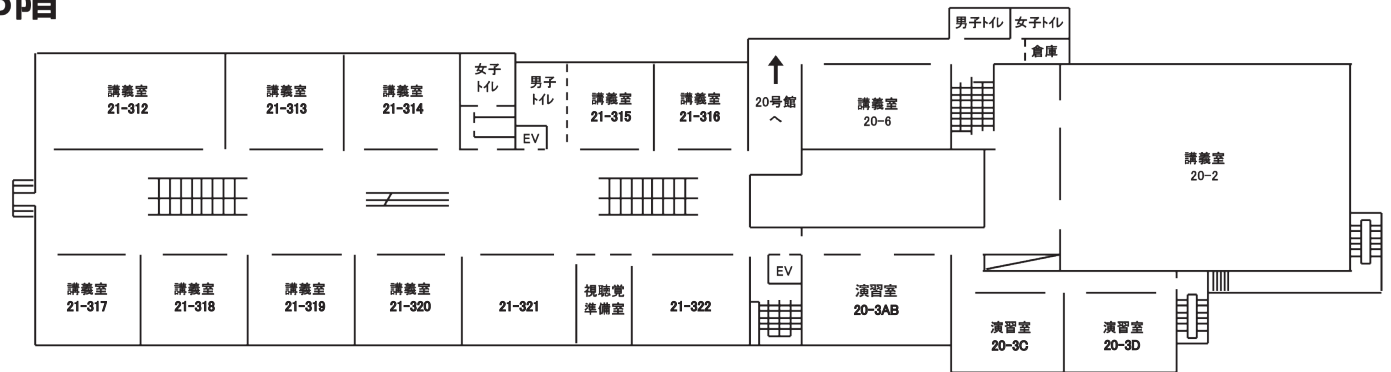 階
男子トイレ
女子トイレ
倉庫
講義室
21-312
講義室
21-313
講義室
21-314
女子
トイレ
男子
トイレ
EV
講義室
21-315
講義室
21-316
20号館
へ
講義室
20-6
講義室
20-2
講義室
21-317
講義室
21-318
講義室
21-319
講義室
21-320
21-321
視聴覚
準備室
21-322
EV
演習室
20-3AB
演習室
20-3C
演習室
20-3D